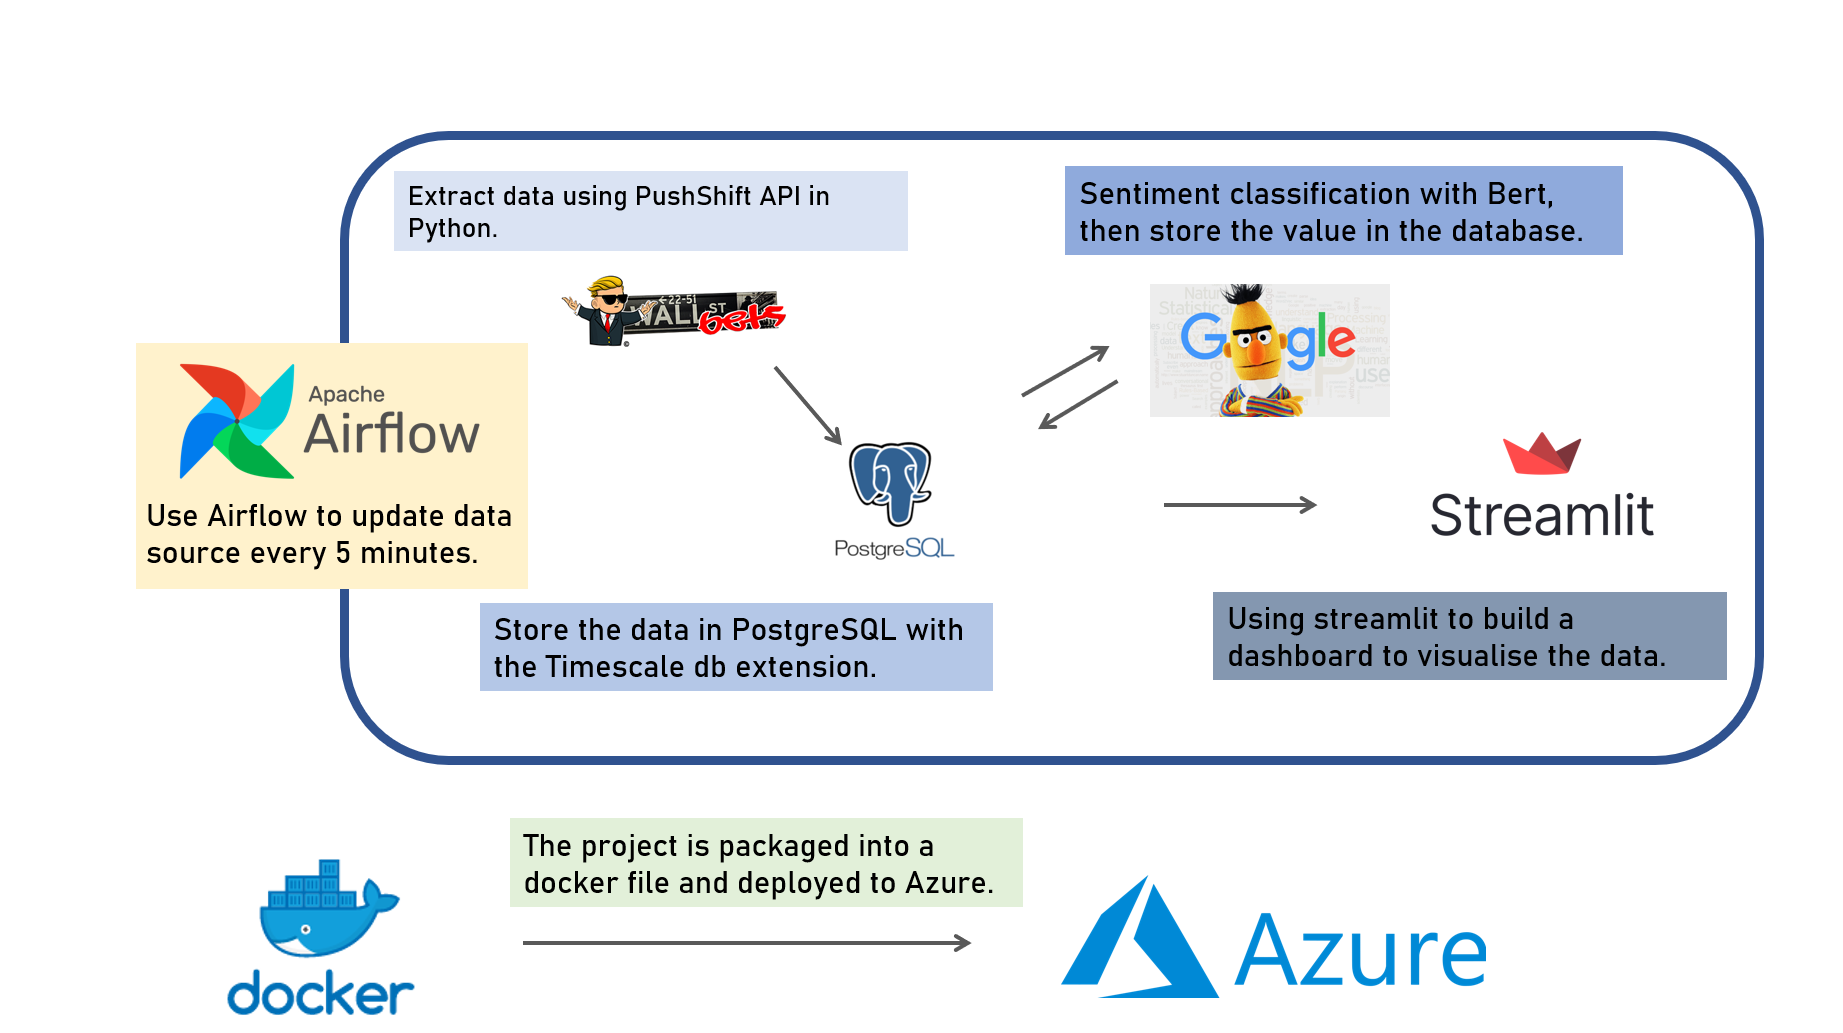 Extract data using PushShift API in
Python.
Sentiment classification with Bert,
then store the value in the database.
←22-51
WALL ST
bets
Google
Apache
Airflow
Use Airflow to update data
source every 5 minutes.
PostgreSQL
Streamlit
Store the data in PostgreSQL with
the Timescale db extension.
Using streamlit to build a
dashboard to visualise the data.
The project is packaged into a
docker file and deployed to Azure.
docker
Azure